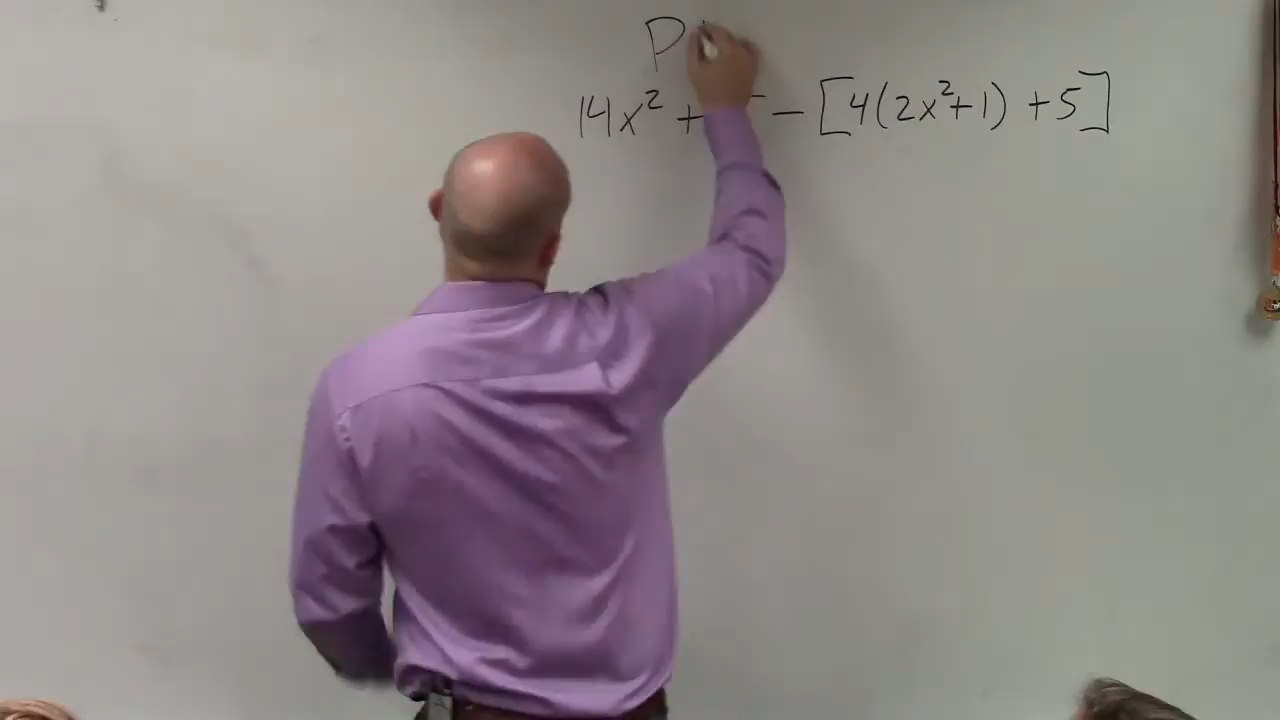 P
14x² + − [4(2x²+1) +5]